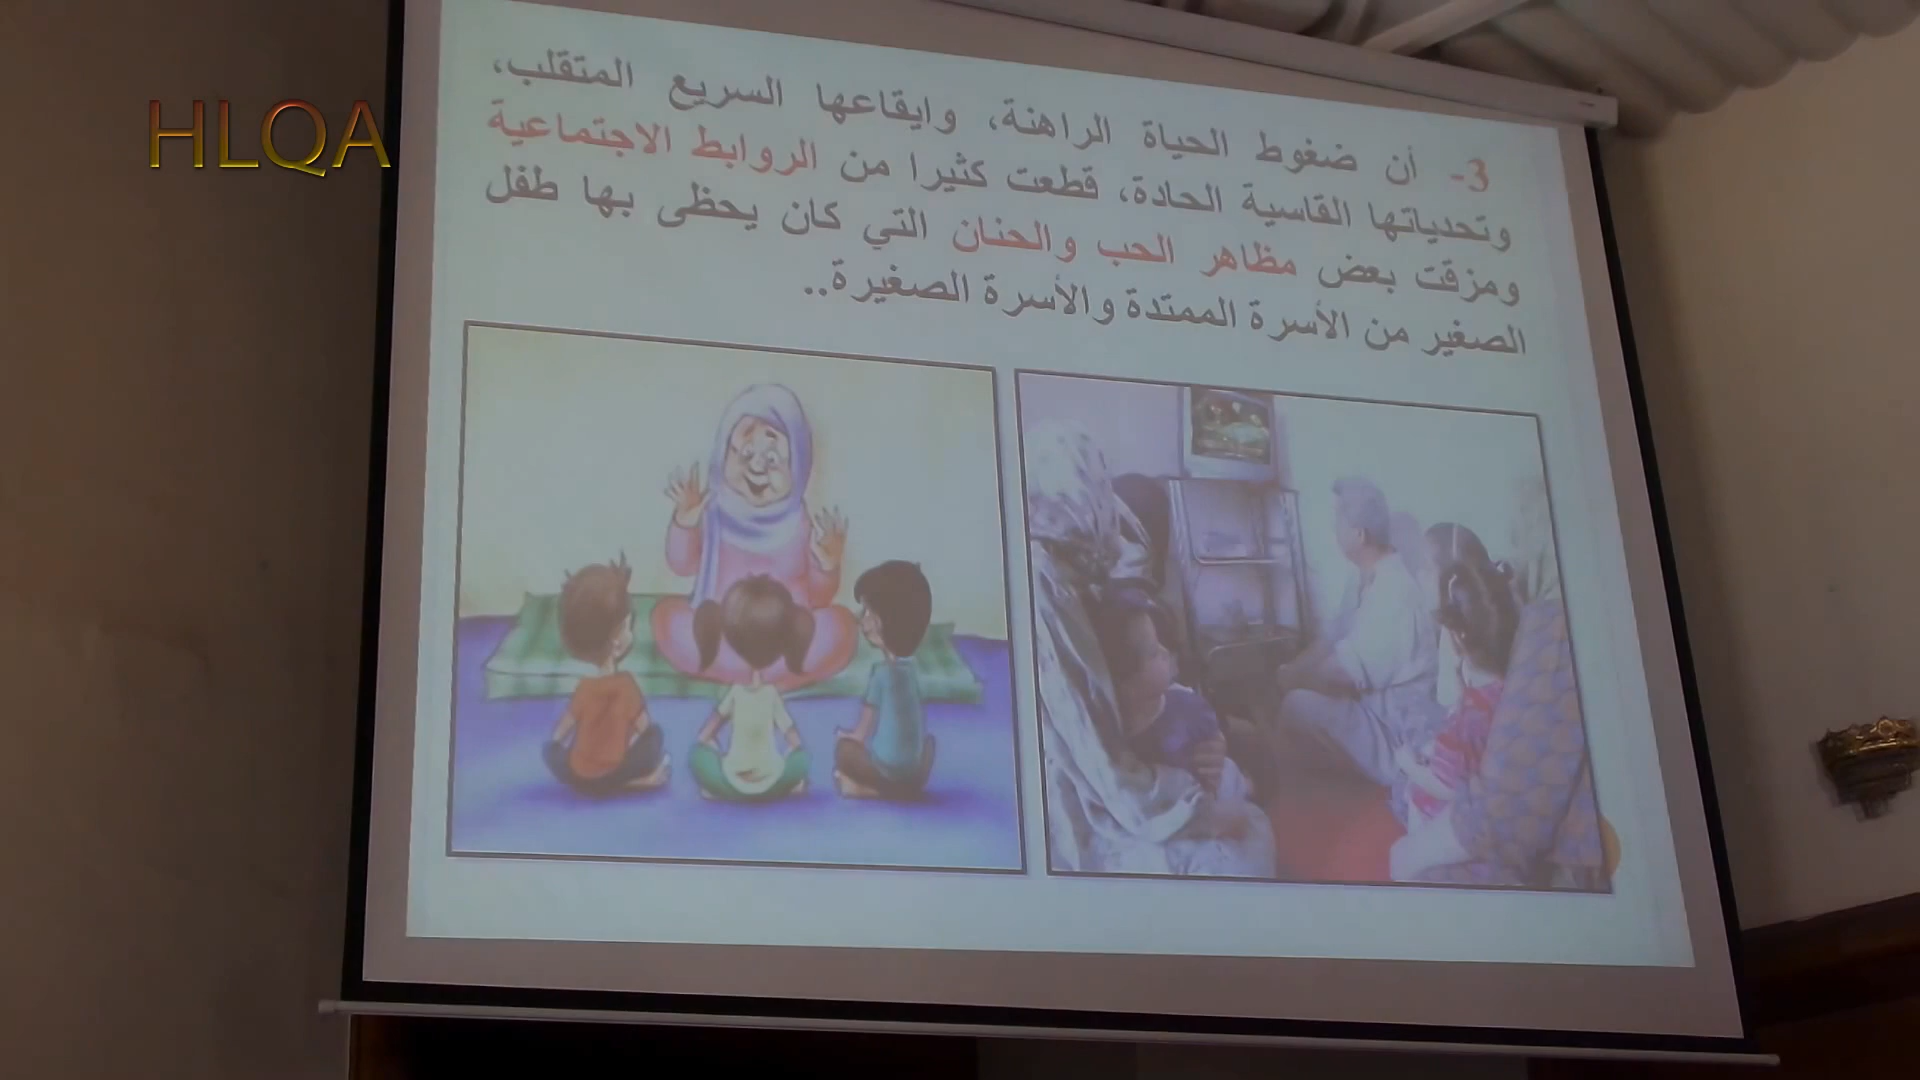 HLQA
3- أن ضغوط الحياة الراهنة، وايقاعها السريع المتقلب،
وتحدياتها القاسية الحادة، قطعت كثيرا من الروابط الاجتماعية
ومزقت بعض مظاهر الحب والحنان التي كان يحظى بها طفل
الصغير من الأسرة الممتدة والأسرة الصغيرة..